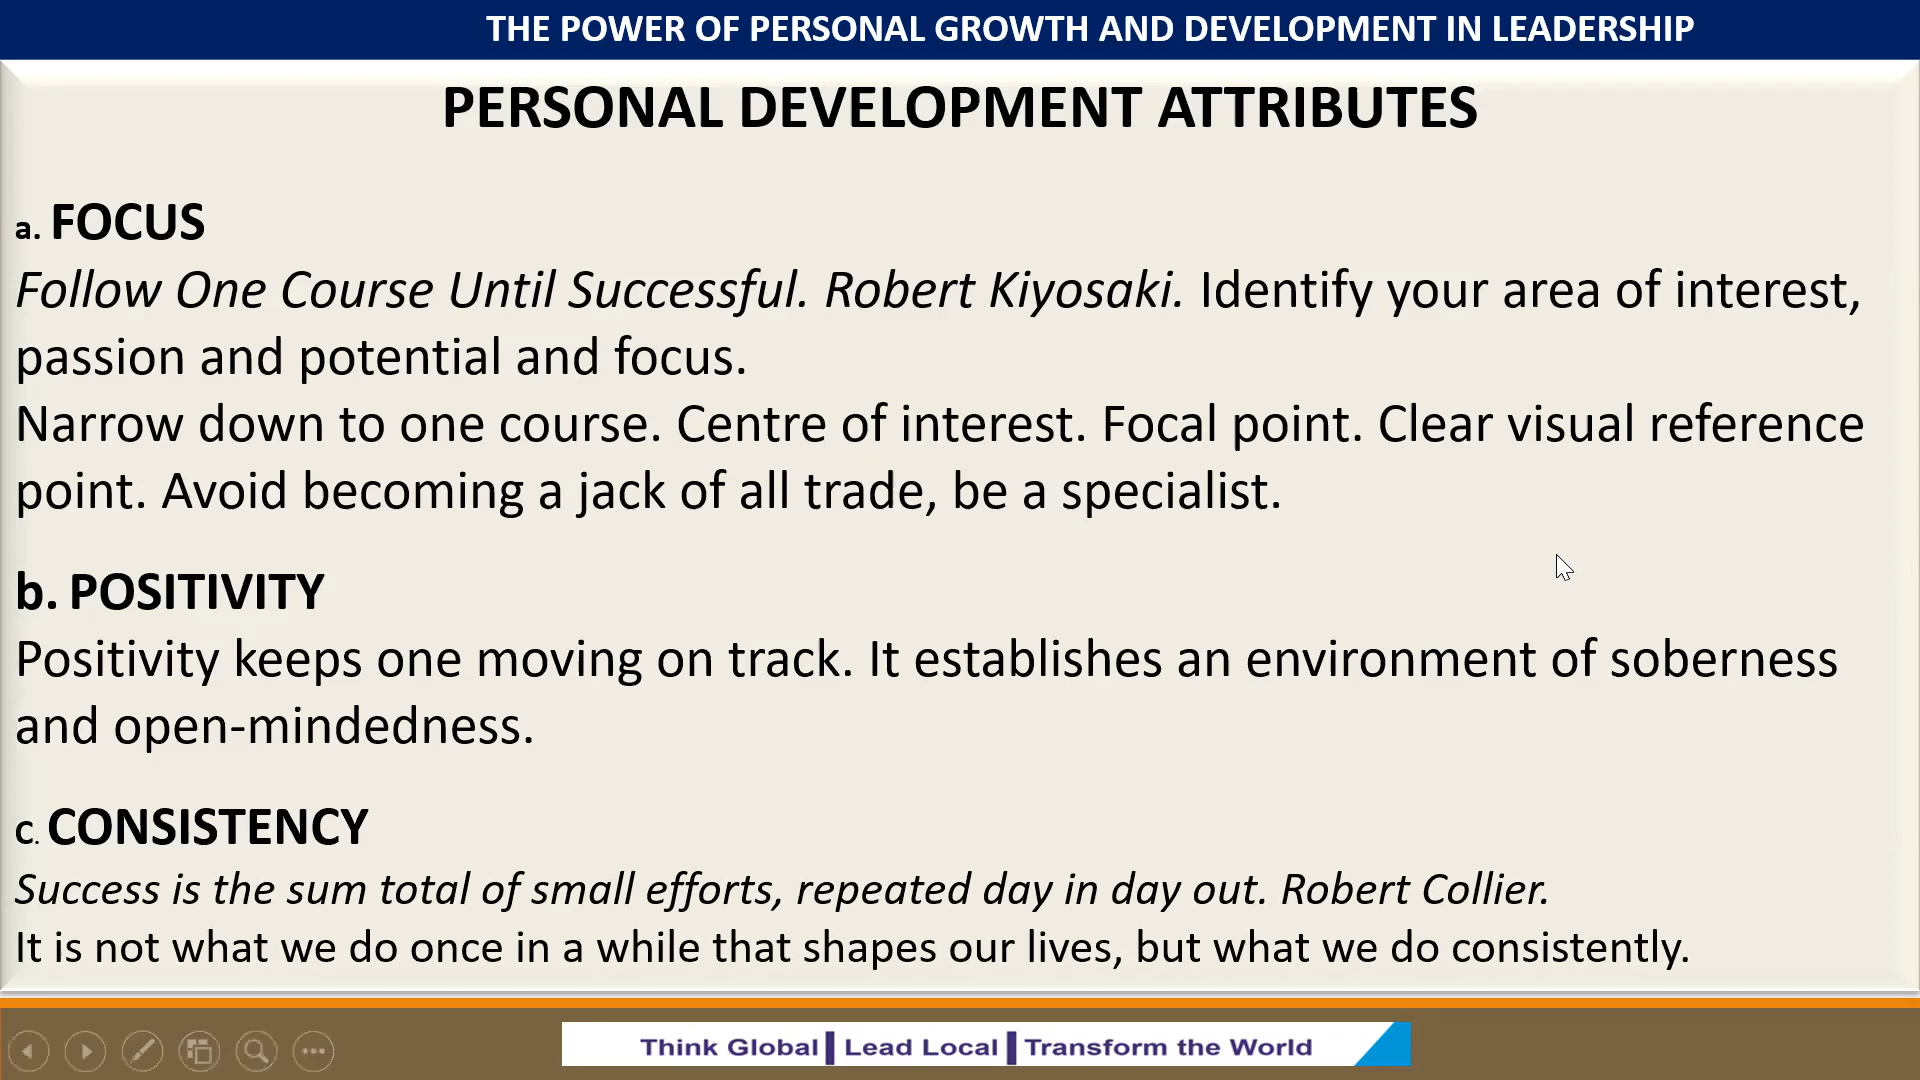 THE POWER OF PERSONAL GROWTH AND DEVELOPMENT IN LEADERSHIP
PERSONAL DEVELOPMENT ATTRIBUTES
a. FOCUS
Follow One Course Until Successful. Robert Kiyosaki. Identify your area of interest,
passion and potential and focus.
Narrow down to one course. Centre of interest. Focal point. Clear visual reference
point. Avoid becoming a jack of all trade, be a specialist.
b. POSITIVITY
Positivity keeps one moving on track. It establishes an environment of soberness
and open-mindedness.
c. CONSISTENCY
Success is the sum total of small efforts, repeated day in day out. Robert Collier.
It is not what we do once in a while that shapes our lives, but what we do consistently.
Think Global | Lead Local | Transform the World